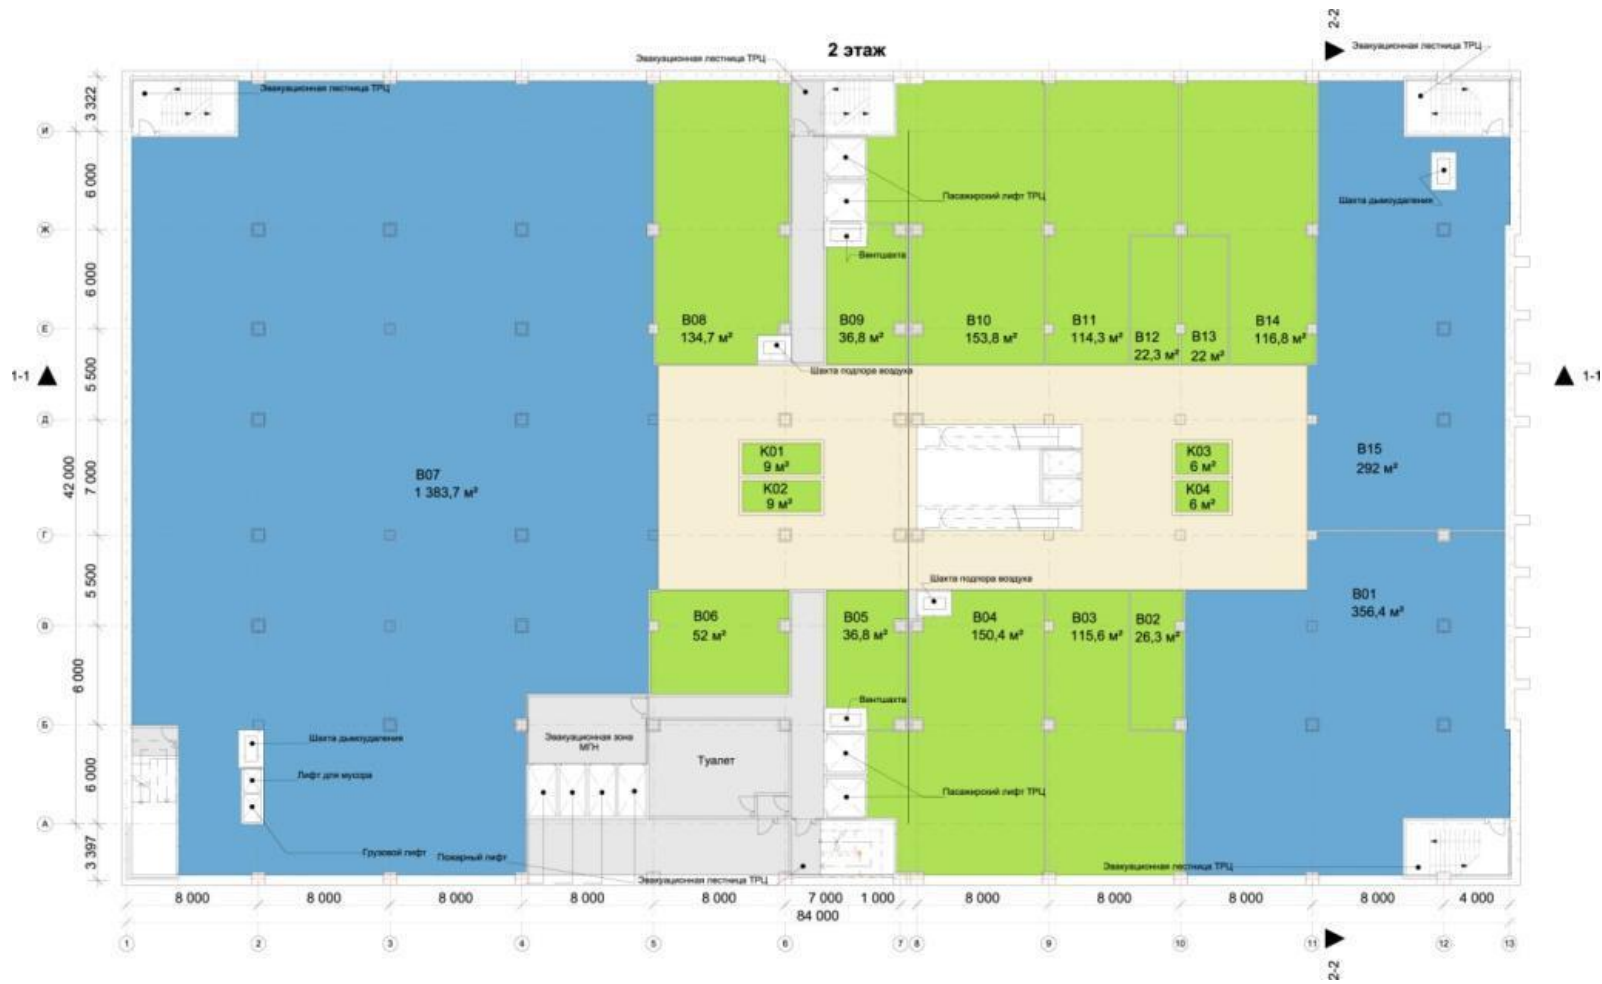 2-2
2 этаж
Эвакуационная лестница ТРЦ
Эвакуационная лестница ТРЦ
Эвакуационная лестница ТРЦ
3 322
И
6 000
Пасажирский лифт ТРЦ
Шахта дымоудаления
Ж
Вентшахта
6 000
Е
B08
134,7 м²
B09
36,8 м²
B10
153,8 м²
B11
114,3 м²
B12
22,3 м²
B13
22 м²
B14
116,8 м²
1-1
5 500
Шахта подпора воздуха
1-1
Д
42 000
7 000
B07
1 383,7 м²
K01
9 м²
K02
9 м²
K03
6 м²
K04
6 м²
B15
292 м²
Г
5 500
Шахта подпора воздуха
B06
52 м²
B05
36,8 м²
B04
150,4 м²
B03
115,6 м²
B02
26,3 м²
B01
356,4 м²
В
6 000
Вентшахта
Б
Шахта дымоудаления
Эвакуационная зона
МГН
Туалет
6 000
Лифт для мусора
Пасажирский лифт ТРЦ
А
3 397
Грузовой лифт
Пожарный лифт
Эвакуационная лестница ТРЦ
Эвакуационная лестница ТРЦ
8 000
8 000
8 000
8 000
8 000
7 000
1 000
8 000
8 000
8 000
8 000
4 000
84 000
1
2
3
4
5
6
7
8
9
10
11
12
13
2-2